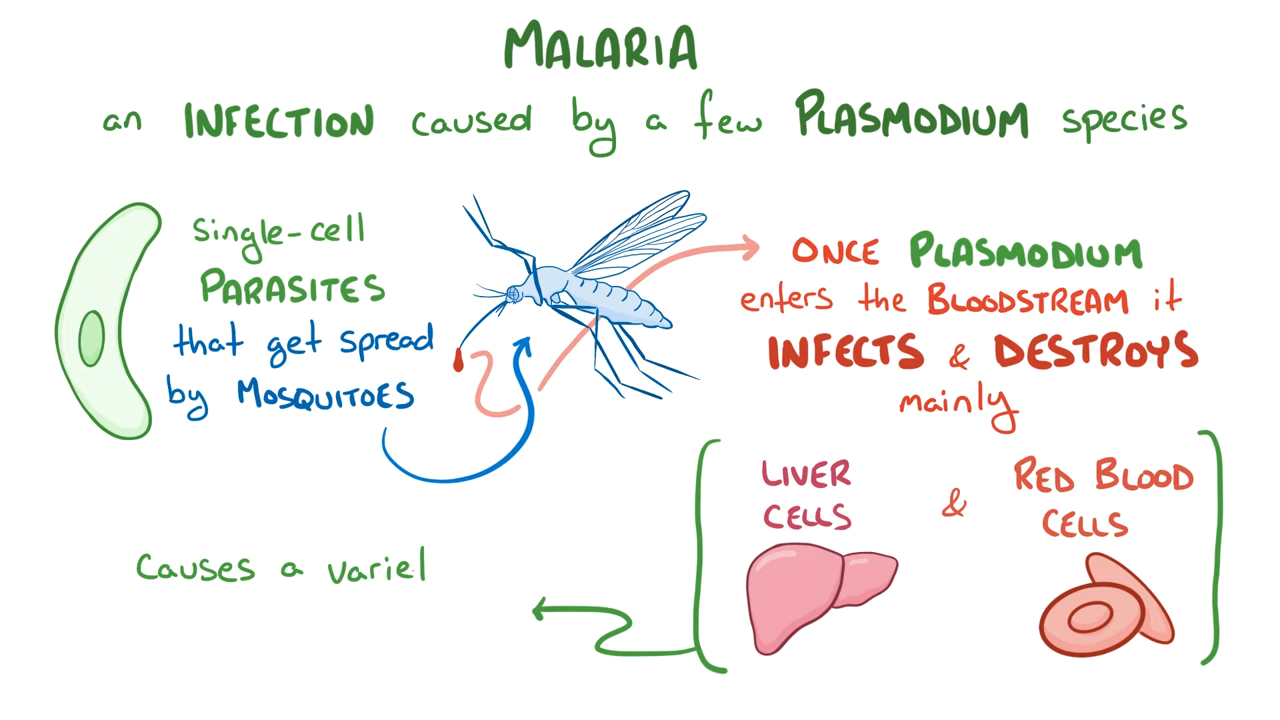 MALARIA
an INFECTION caused by a few PLASMODIUM species
Single-cell
PARASITES
that get spread
by MOSQUITOES
ONCE PLASMODIUM
enters the BLOODSTREAM it
INFECTS & DESTROYS
mainly
LIVER
CELLS
&
RED BLOOD
CELLS
Causes a